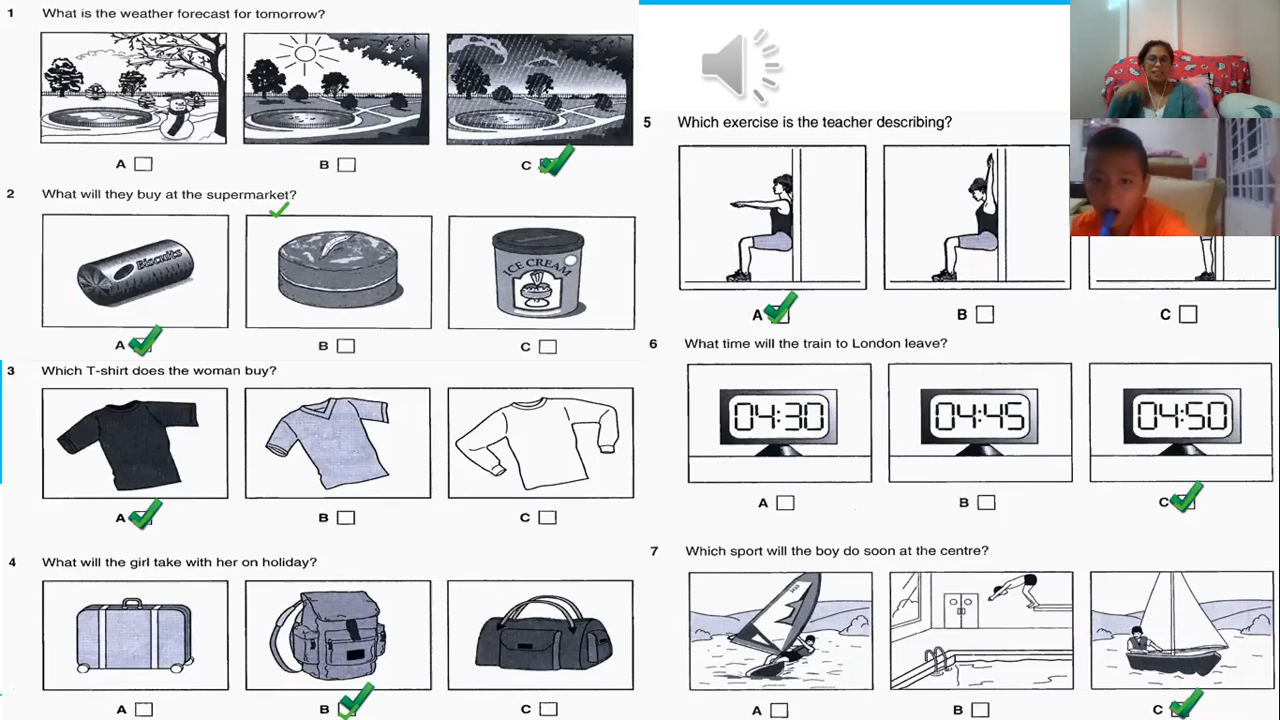 1 What is the weather forecast for tomorrow?
A B C
2 What will they buy at the supermarket?
Biscuits
ICE CREAM
A B C
3 Which T-shirt does the woman buy?
A B C
4 What will the girl take with her on holiday?
A B C
5 Which exercise is the teacher describing?
A B C
6 What time will the train to London leave?
04:30 04:45 04:50
A B C
7 Which sport will the boy do soon at the centre?
A B C